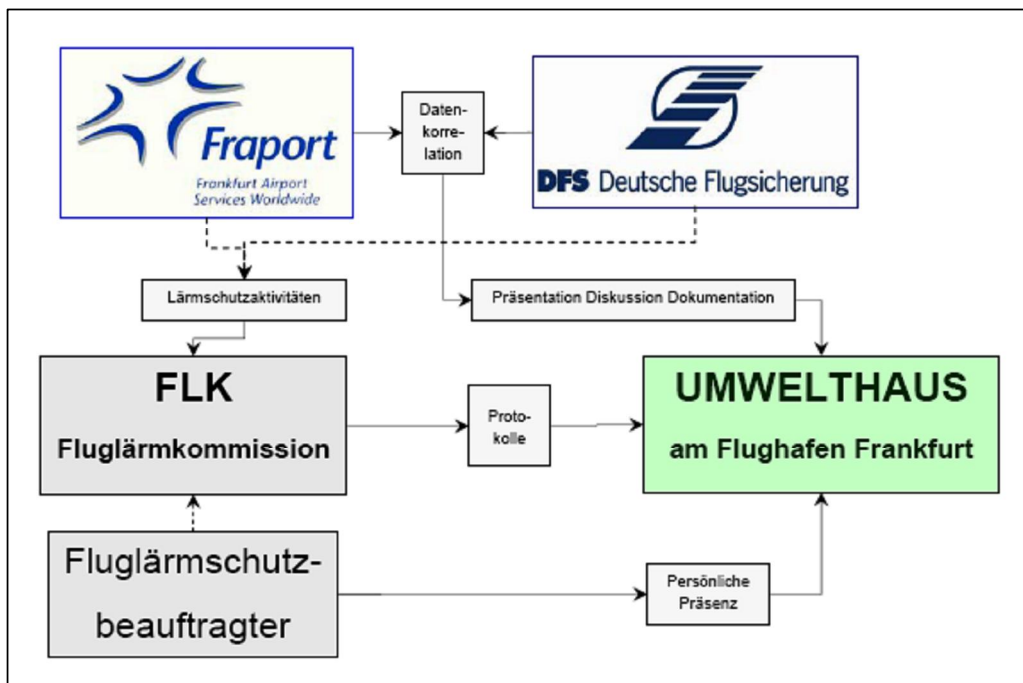 Fraport
Frankfurt Airport
Services Worldwide
Daten-
korre-
lation
DFS Deutsche Flugsicherung
Lärmschutzaktivitäten
Präsentation Diskussion Dokumentation
FLK
Fluglärmkommission
Proto-
kolle
UMWELTHAUS
am Flughafen Frankfurt
Fluglärmschutz-
beauftragter
Persönliche
Präsenz